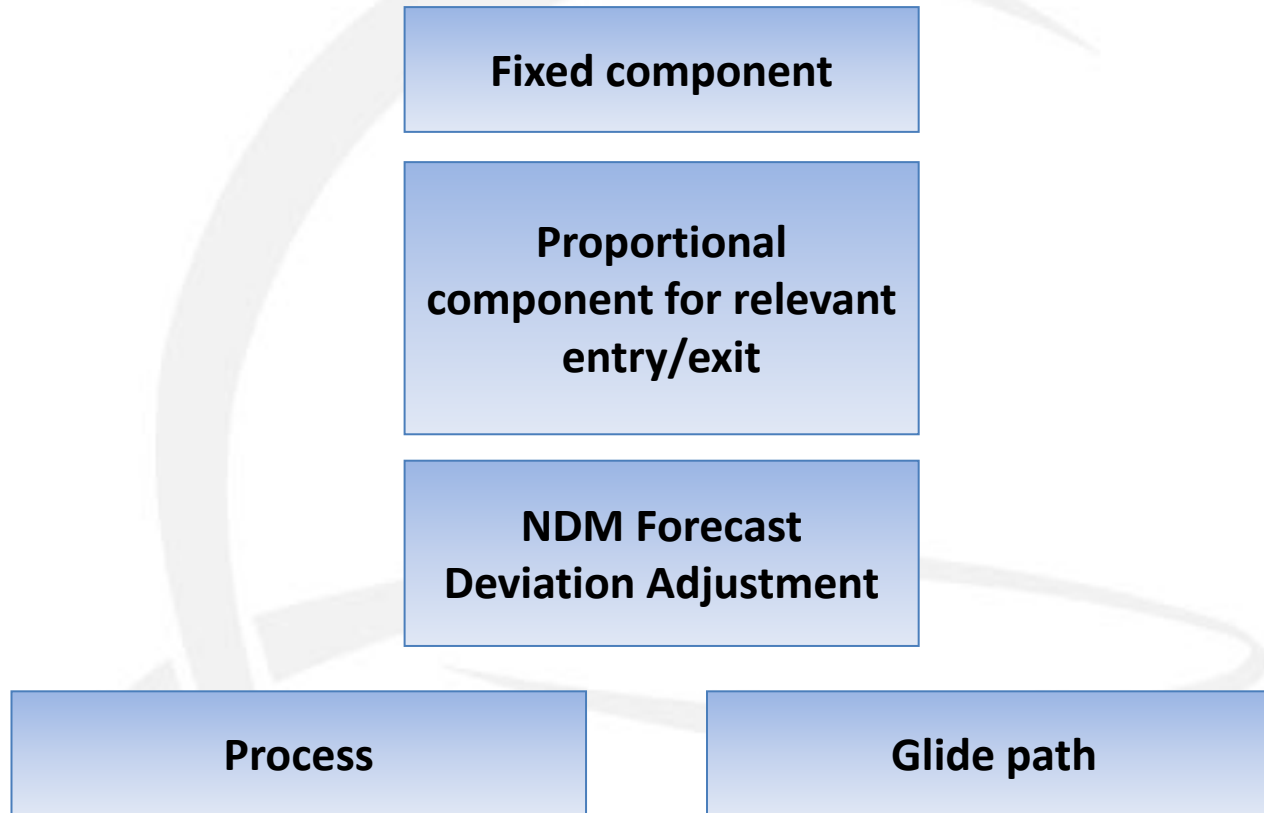 Fixed component
Proportional
component for relevant
entry/exit
NDM Forecast
Deviation Adjustment
Process
Glide path